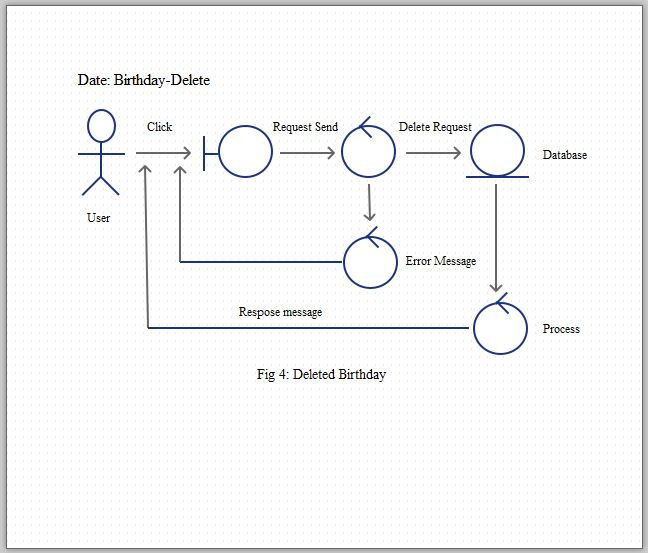 Date: Birthday-Delete
Click
Request Send
Delete Request
Database
User
Error Message
Respose message
Process
Fig 4: Deleted Birthday